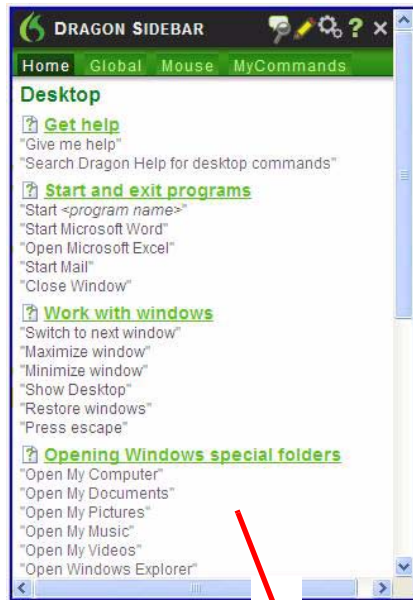 DRAGON SIDEBAR ? ×
Home Global Mouse MyCommands
Desktop
? Get help
"Give me help"
"Search Dragon Help for desktop commands"
? Start and exit programs
"Start <program name>"
"Start Microsoft Word"
"Open Microsoft Excel"
"Start Mail"
"Close Window"
? Work with windows
"Switch to next window"
"Maximize window"
"Minimize window"
"Show Desktop"
"Restore windows"
"Press escape"
? Opening Windows special folders
"Open My Computer"
"Open My Documents"
"Open My Pictures"
"Open My Music"
"Open My Videos"
"Open Windows Explorer"